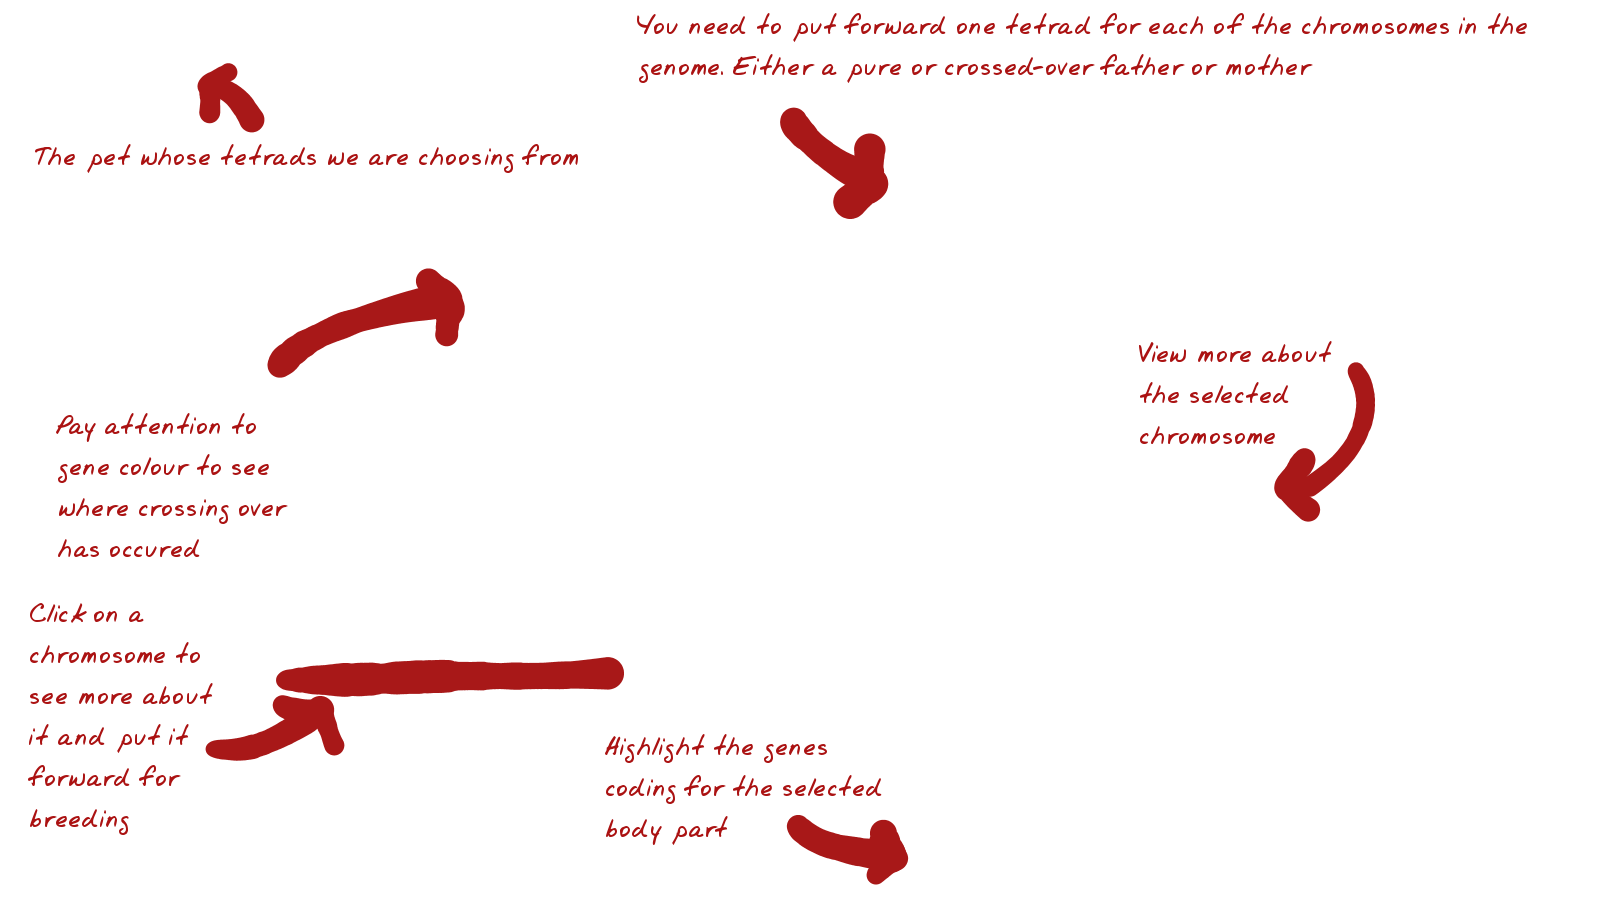 You need to put forward one tetrad for each of the chromosomes in the
genome. Either a pure or crossed-over father or mother
The pet whose tetrads we are choosing from
View more about
the selected
chromosome
Pay attention to
gene colour to see
where crossing over
has occured
Click on a
chromosome to
see more about
it and put it
forward for
breeding
Highlight the genes
coding for the selected
body part